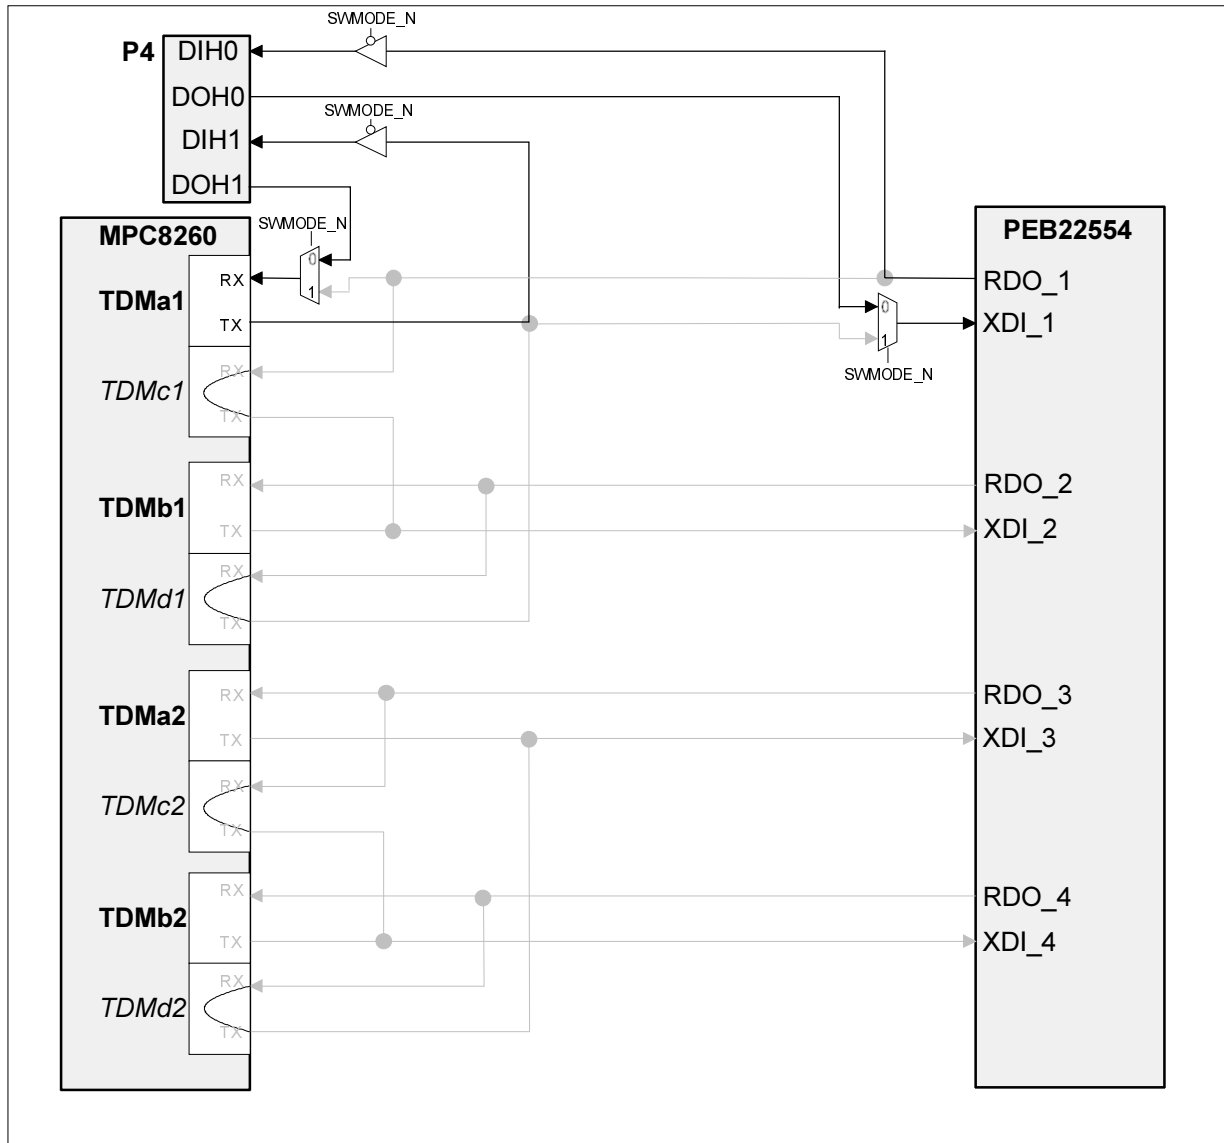 SWMODE_N
P4
DIH0
DOH0
SWMODE_N
DIH1
DOH1
SWMODE_N
MPC8260
PEB22554
0
RX
1
RDO_1
TDMa1
0
TX
XDI_1
1
SWMODE_N
RX
TDMc1
TX
RX
RDO_2
TDMb1
TX
XDI_2
RX
TDMd1
TX
RX
RDO_3
TDMa2
TX
XDI_3
RX
TDMc2
TX
RX
RDO_4
TDMb2
TX
XDI_4
RX
TDMd2
TX